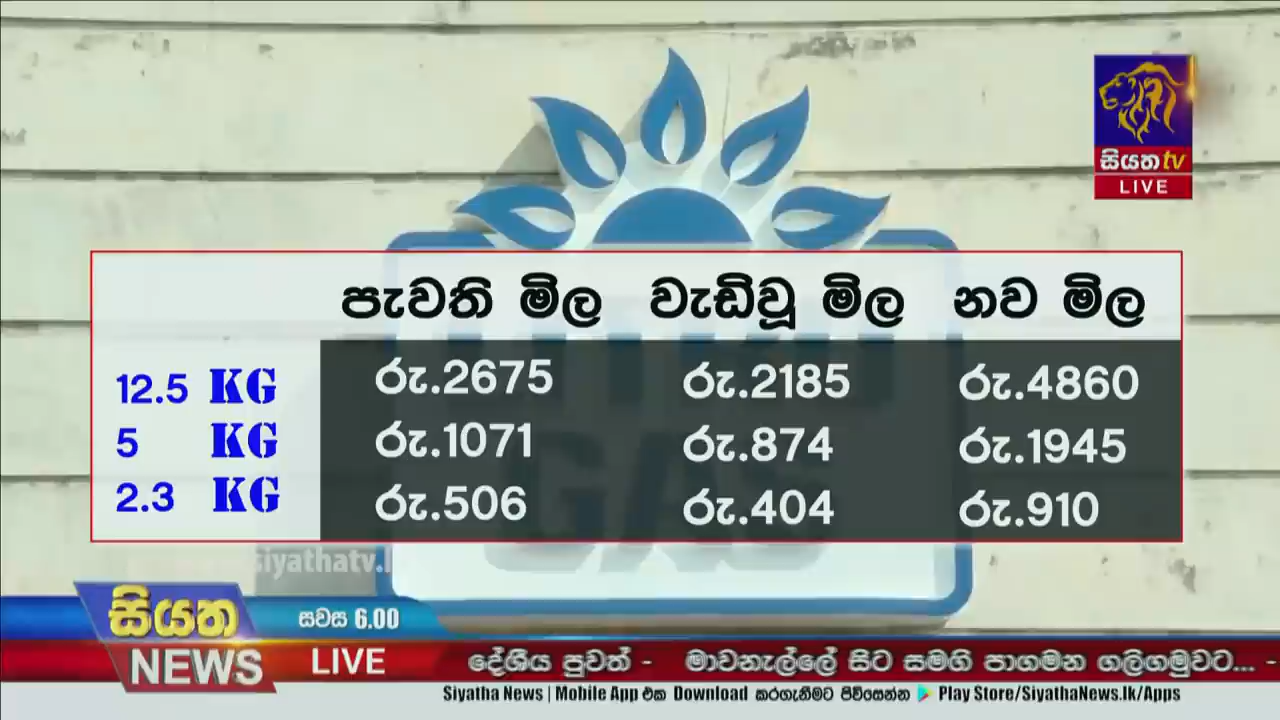 සියත tv
LIVE
පැවති මිල වැඩිවූ මිල නව මිල
12.5 KG රු.2675 රු.2185 රු.4860
5 KG රු.1071 රු.874 රු.1945
2.3 KG රු.506 රු.404 රු.910
siyathatv.l
සියත සවස 6.00
NEWS LIVE දේශීය පුවත් - මාවනැල්ලේ සිට සමගි පාගමන ගලිගමුවට... -
Siyatha News | Mobile App එක Download කරගැනීමට පිවිසෙන්න Play Store/SiyathaNews.lk/Apps